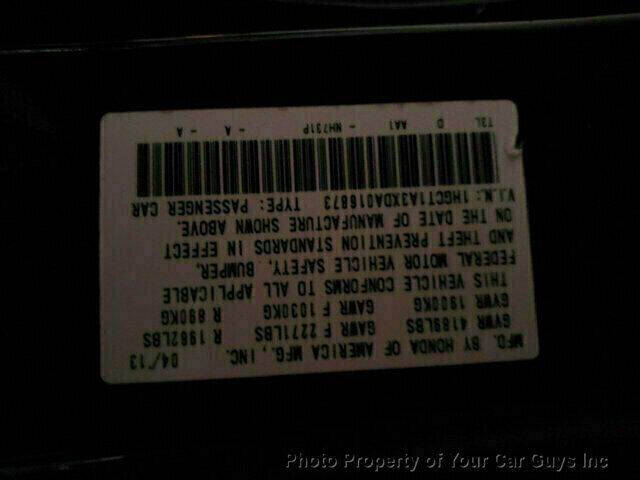 MFD. BY HONDA OF AMERICA MFG., INC. 04/13
GVWR 4189LBS GAWR F 2271LBS R 1962LBS
GVWR 1900KG GAWR F 1030KG R 890KG
THIS VEHICLE CONFORMS TO ALL APPLICABLE
FEDERAL MOTOR VEHICLE SAFETY, BUMPER,
AND THEFT PREVENTION STANDARDS IN EFFECT
ON THE DATE OF MANUFACTURE SHOWN ABOVE.
V.I.N.: 1HGCT1A3XDA016873 TYPE: PASSENGER CAR
T3L D AA1 - NH731P - A - A
Photo Property of Your Car Guys Inc